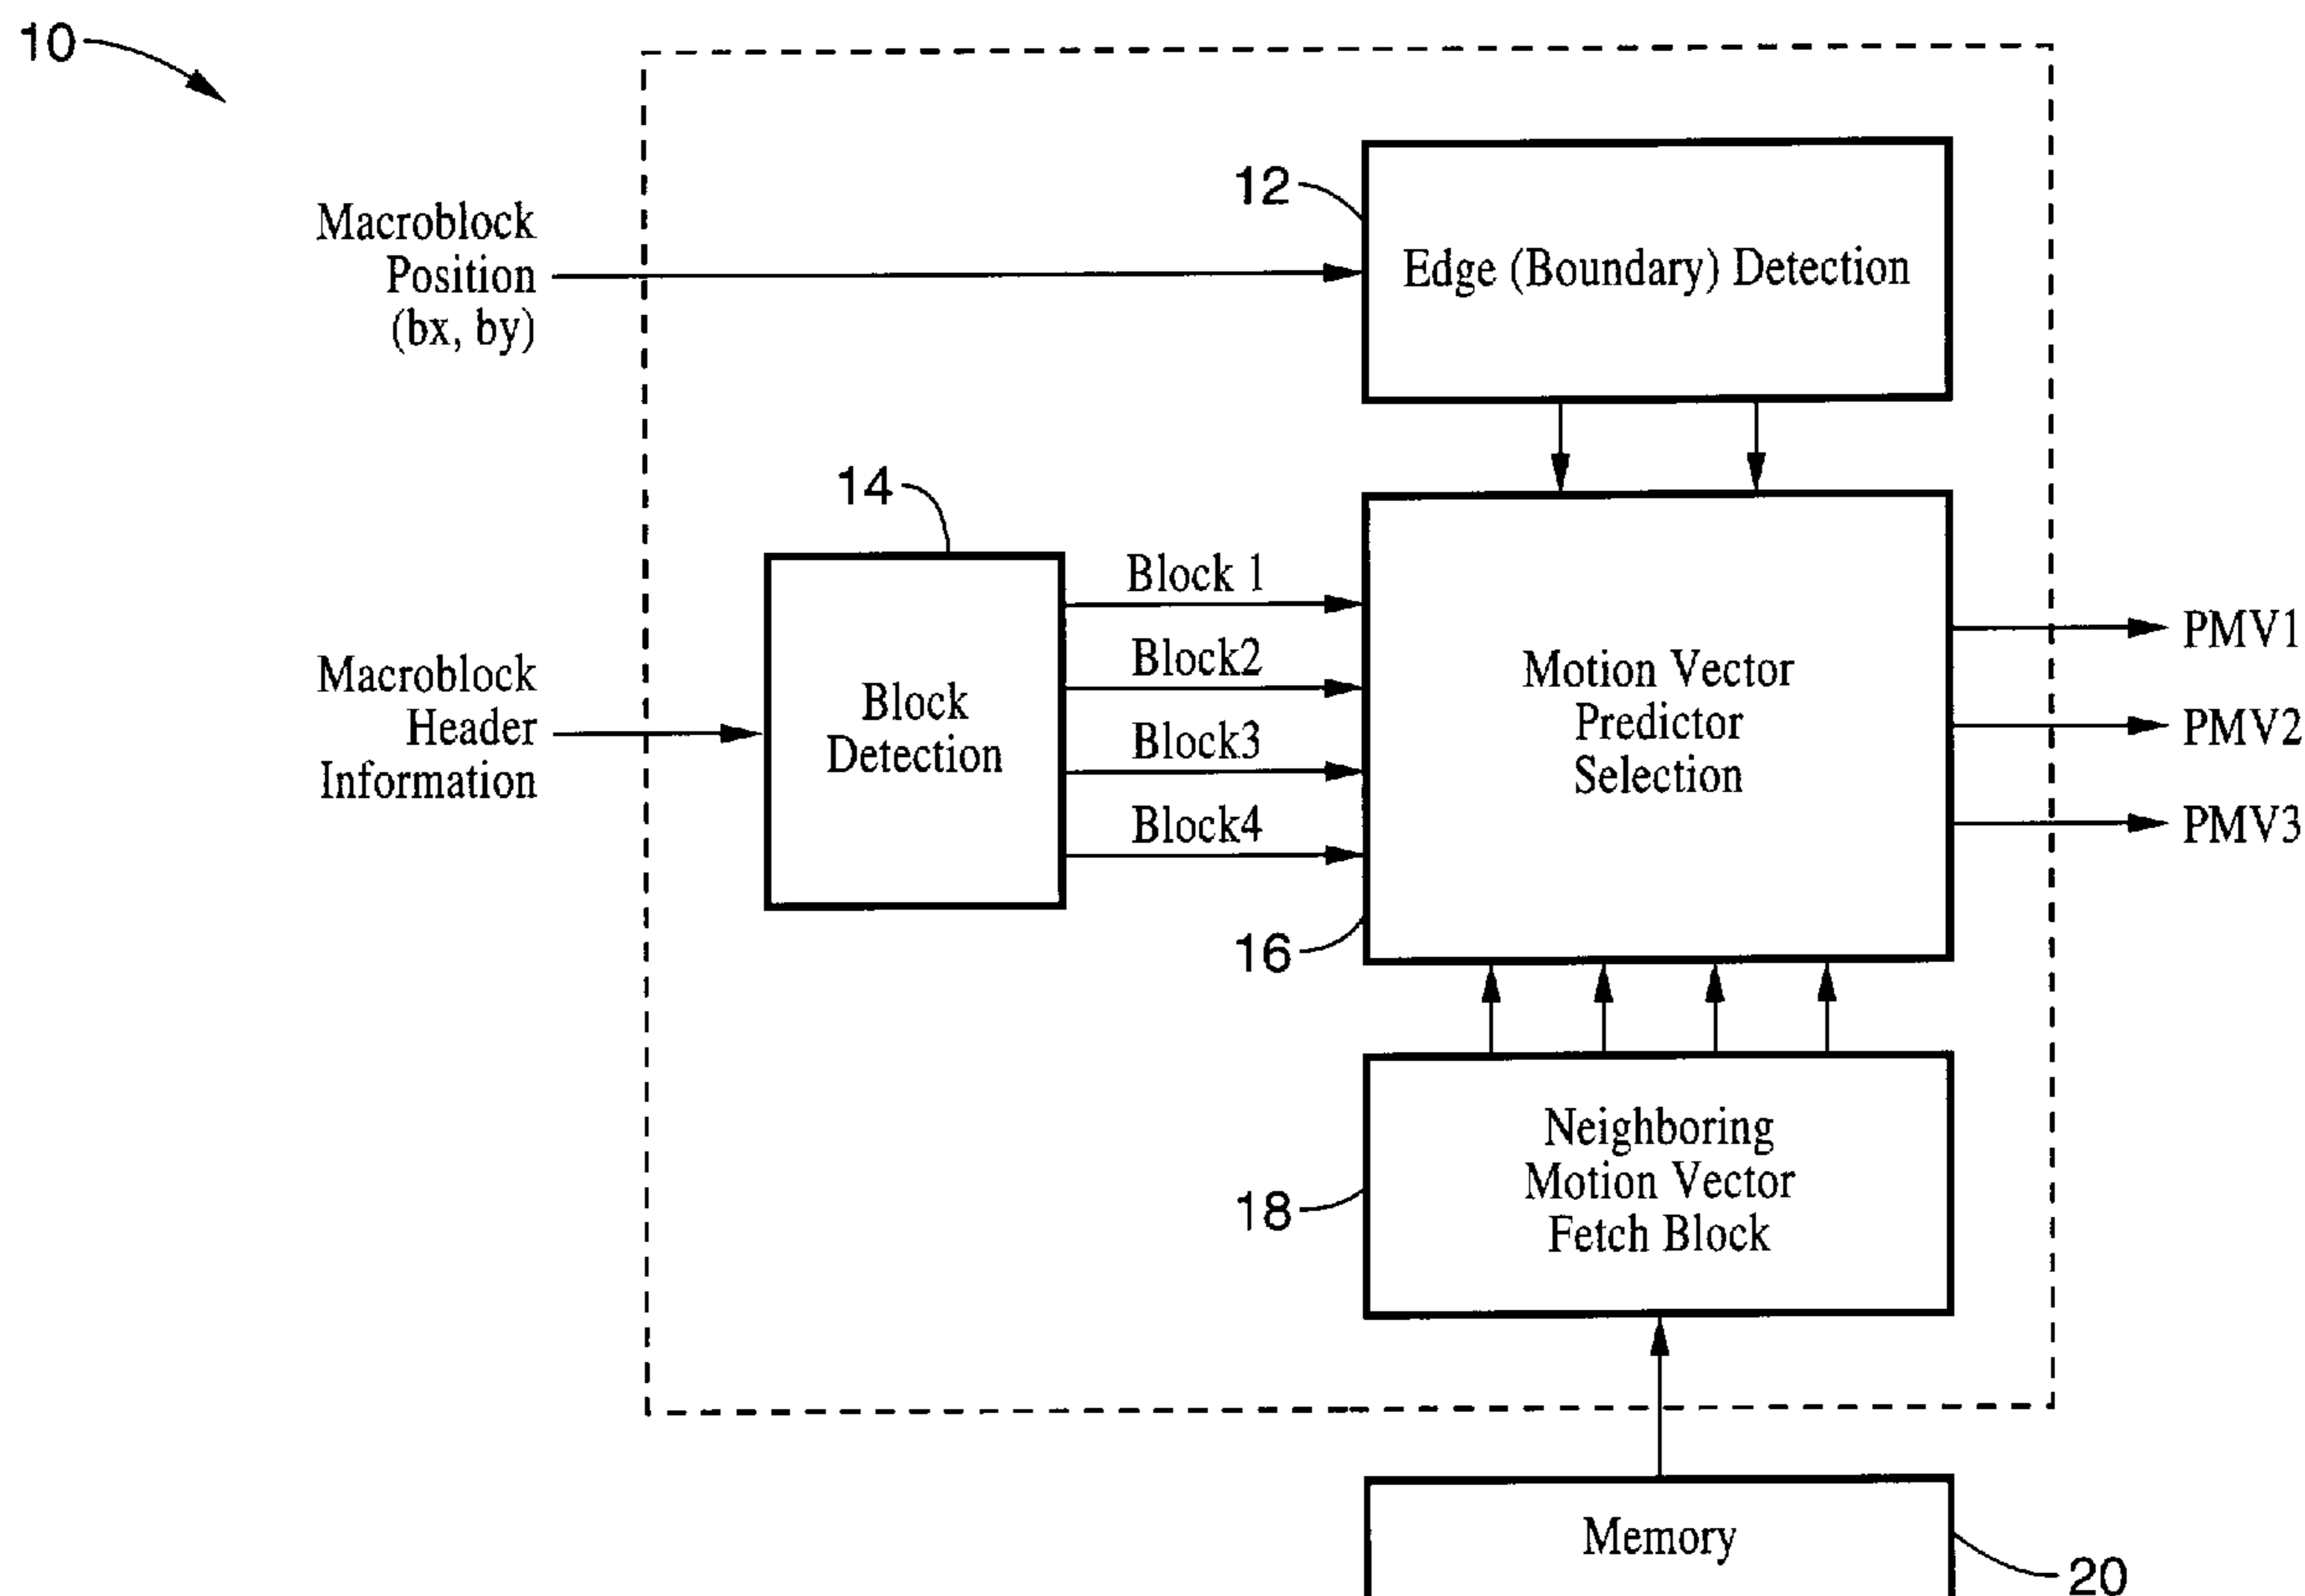 10
12
Macroblock
Position
(bx, by)
Edge (Boundary) Detection
14
Block 1
Block2
Block3
Block4
Macroblock
Header
Information
Block
Detection
Motion Vector
Predictor
Selection
PMV1
PMV2
PMV3
16
Neighboring
Motion Vector
Fetch Block
18
Memory
20